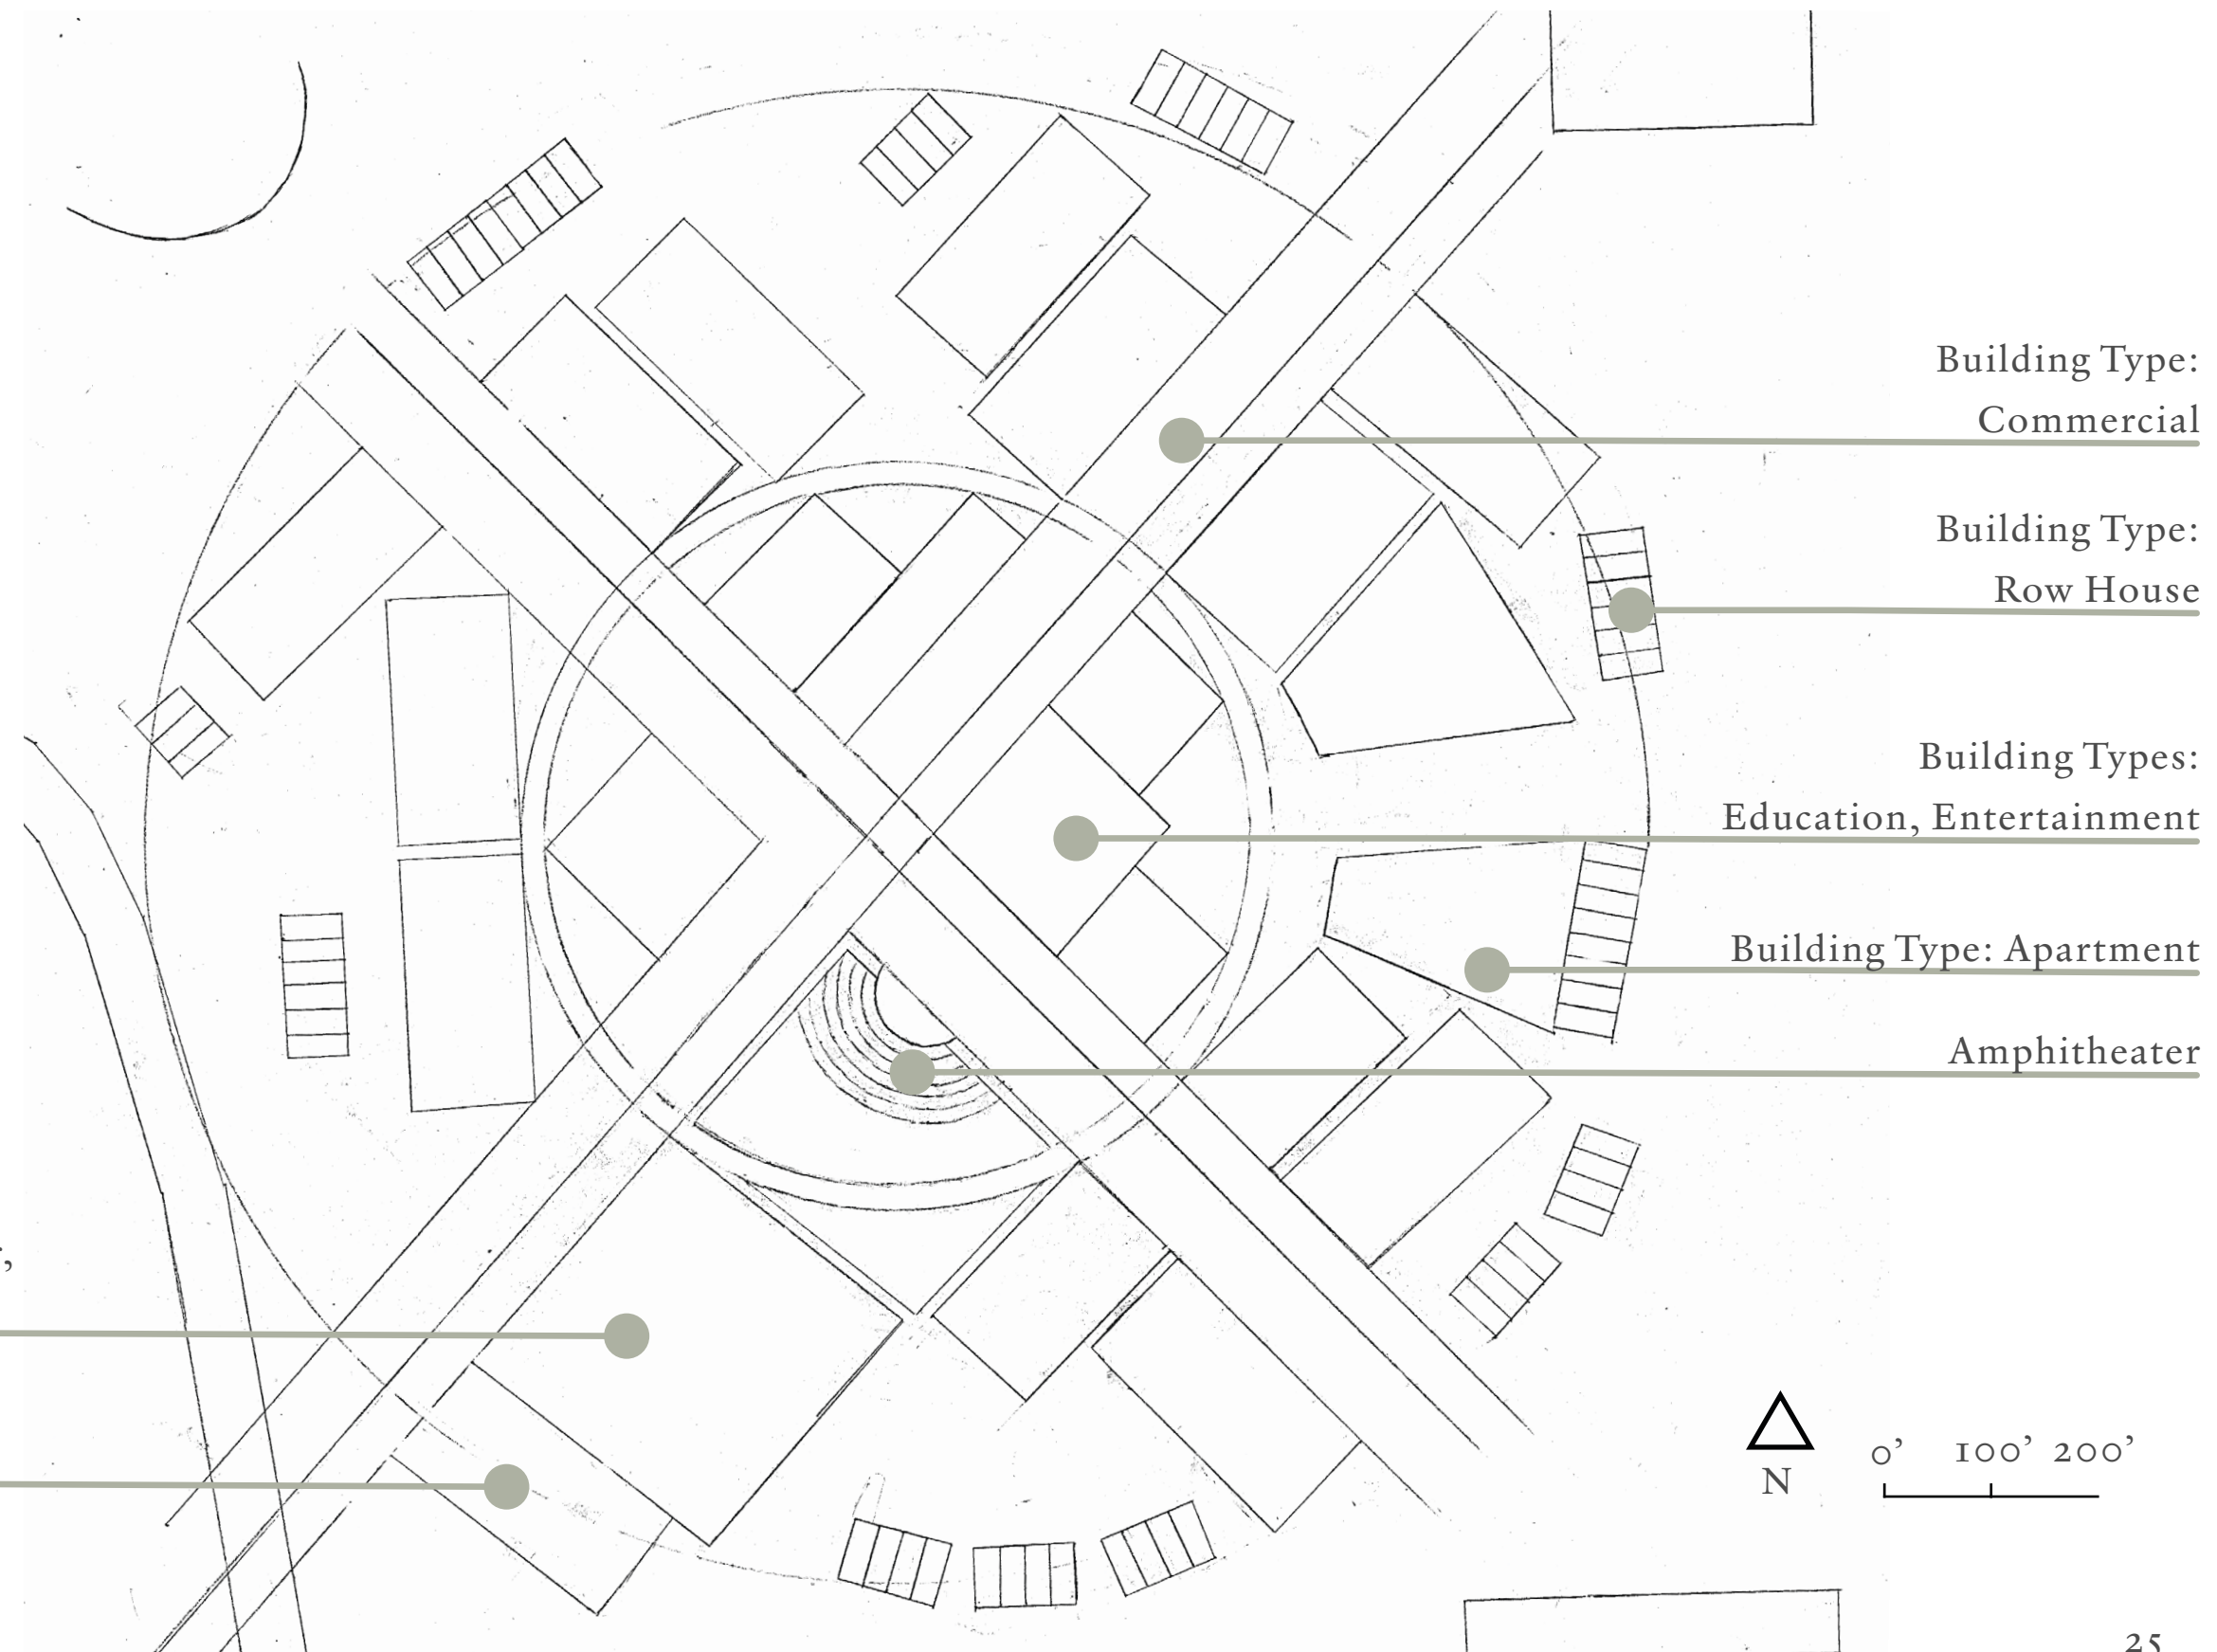 Building Type:
Commercial
Building Type:
Row House
Building Types:
Education, Entertainment
Building Type: Apartment
Amphitheater
,
N
0’ 100’ 200’
25